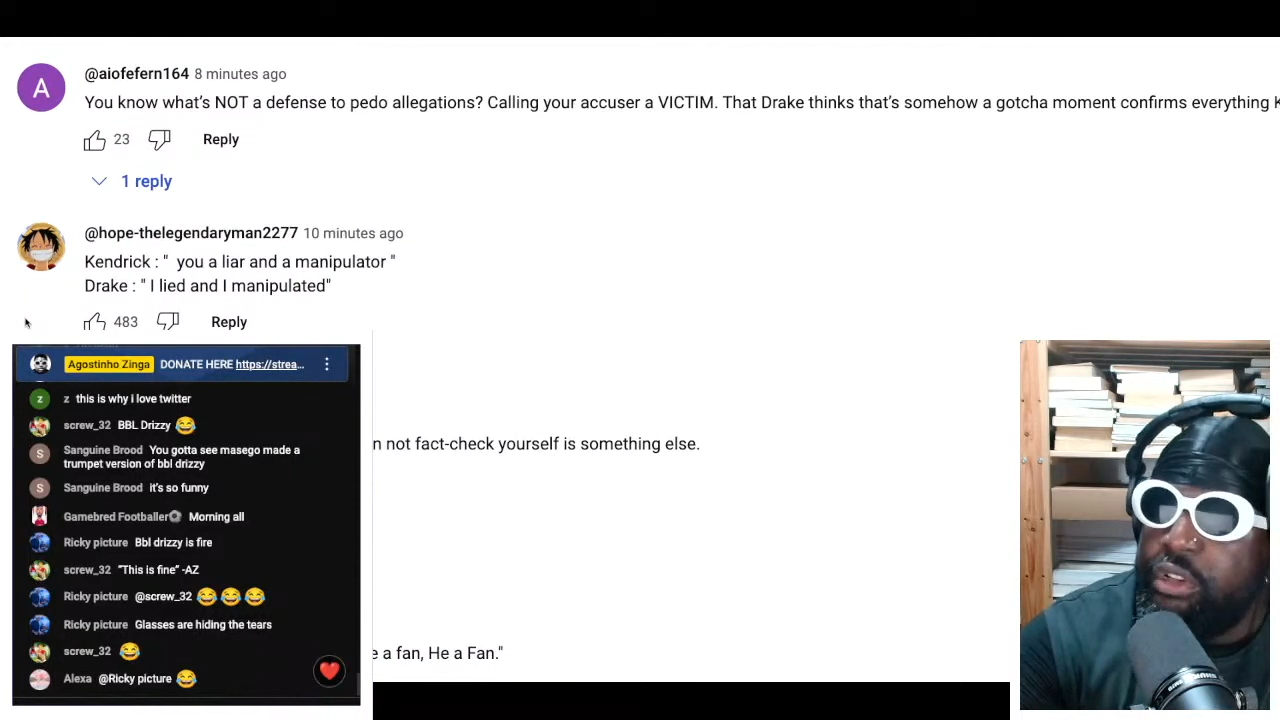 A
@aiofefern164 8 minutes ago
You know what's NOT a defense to pedo allegations? Calling your accuser a VICTIM. That Drake thinks that's somehow a gotcha moment confirms everything K
23 Reply
1 reply
@hope-thelegendaryman2277 10 minutes ago
Kendrick : " you a liar and a manipulator "
Drake : " I lied and I manipulated"
483 Reply
n not fact-check yourself is something else.
e a fan, He a Fan."
Agostinho Zinga DONATE HERE https://strea...
z z this is why i love twitter
screw_32 BBL Drizzy 😂
S Sanguine Brood You gotta see masego made a
trumpet version of bbl drizzy
S Sanguine Brood it's so funny
Gamebred Footballer⚽ Morning all
Ricky picture Bbl drizzy is fire
screw_32 “This is fine” -AZ
Ricky picture @screw_32 😂😂😂
Ricky picture Glasses are hiding the tears
screw_32 😂
Alexa @Ricky picture 😂